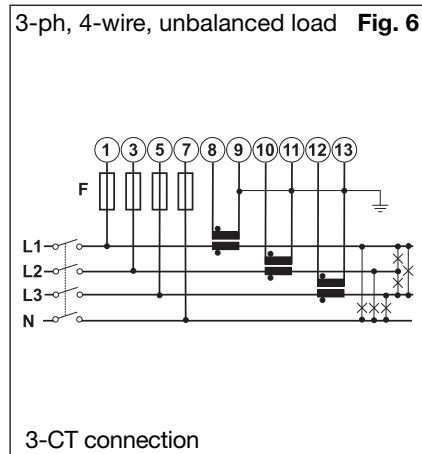 3-ph, 4-wire, unbalanced load Fig. 6
1 3 5 7 8 9 10 11 12 13
F
L1
L2
L3
N
3-CT connection